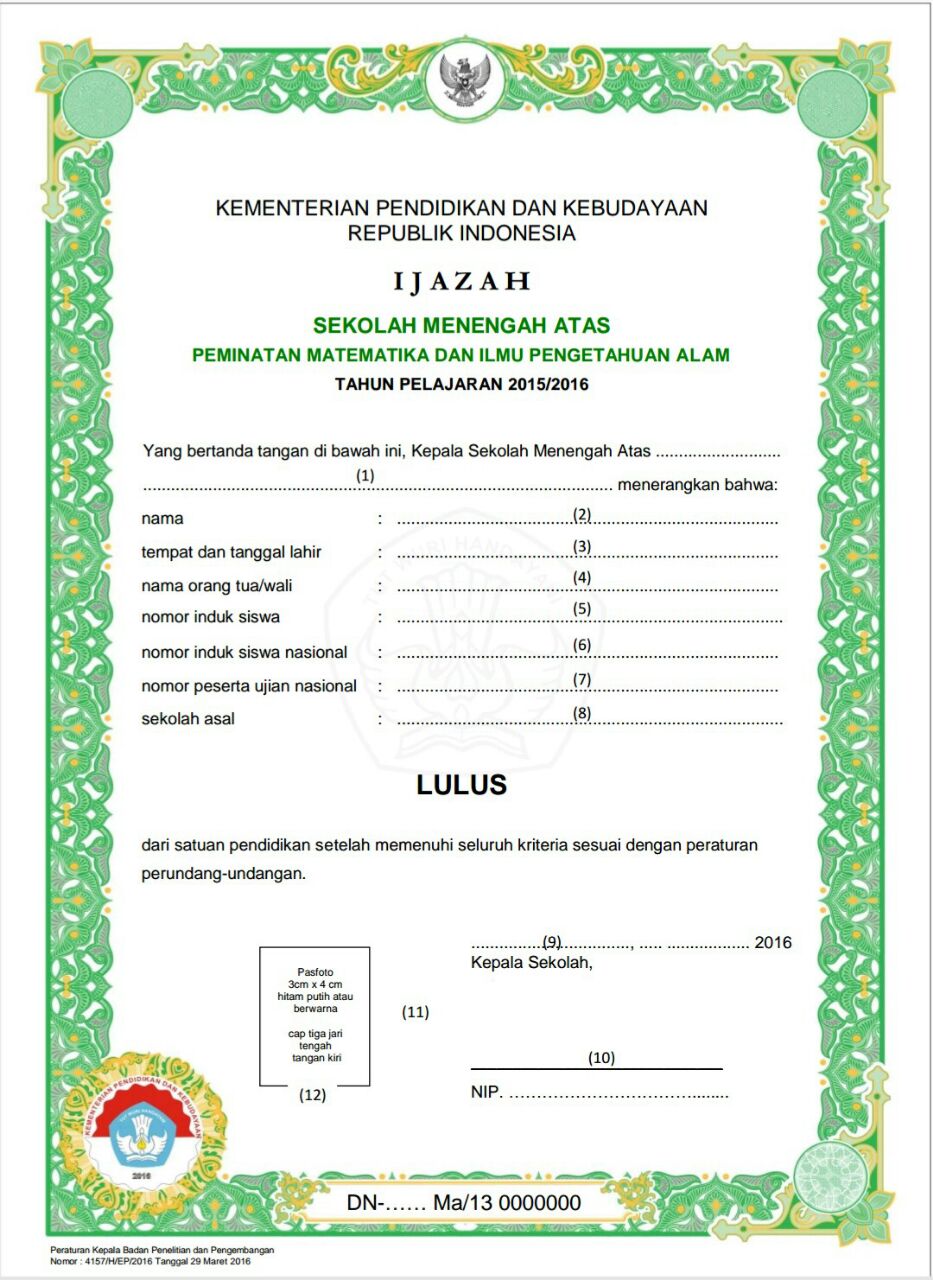 KEMENTERIAN PENDIDIKAN DAN KEBUDAYAAN
REPUBLIK INDONESIA
IJAZAH
SEKOLAH MENENGAH ATAS
PEMINATAN MATEMATIKA DAN ILMU PENGETAHUAN ALAM
TAHUN PELAJARAN 2015/2016
Yang bertanda tangan di bawah ini, Kepala Sekolah Menengah Atas ...........................
(1)
...................................................................................................... menerangkan bahwa:
nama : (2)
tempat dan tanggal lahir : (3)
nama orang tua/wali : (4)
nomor induk siswa : (5)
nomor induk siswa nasional : (6)
nomor peserta ujian nasional : (7)
sekolah asal : (8)
TUT WURI HANDAYANI
LULUS
dari satuan pendidikan setelah memenuhi seluruh kriteria sesuai dengan peraturan
perundang-undangan.
................(9)..............., ..... .................. 2016
Kepala Sekolah,
Pasfoto
3cm x 4 cm
hitam putih atau
berwarna
cap tiga jari
tengah
tangan kiri
(11)
(12)
(10)
NIP. ……………………………........
KEMENTERIAN PENDIDIKAN DAN KEBUDAYAAN
TUT WURI HANDAYANI
2016
DN-...... Ma/13 0000000
Peraturan Kepala Badan Penelitian dan Pengembangan
Nomor : 4157/H/EP/2016 Tanggal 29 Maret 2016